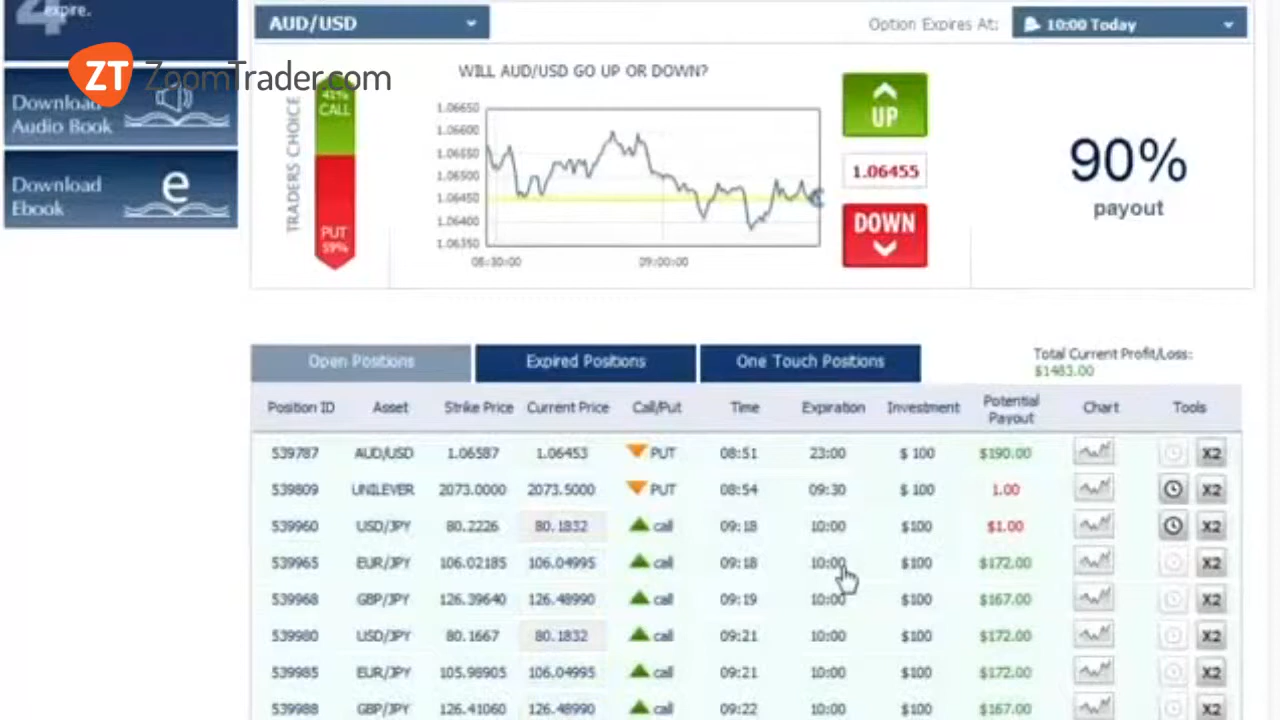 4
expire.
AUD/USD
Option Expires At:
10:00 Today
ZT ZoomTrader.com
WILL AUD/USD GO UP OR DOWN?
Download
Audio Book
Download
Ebook
e
TRADERS CHOICE
41%
CALL
PUT
59%
1.06650
1.06600
1.06550
1.06500
1.06450
1.06400
1.06350
08:30:00
09:00:00
UP
1.06455
DOWN
90%
payout
Open Positions
Expired Positions
One Touch Positions
Total Current Profit/Loss:
$1483.00
Position ID Asset Strike Price Current Price Call/Put Time Expiration Investment Potential Payout Chart Tools
539787 AUD/USD 1.06587 1.06453 PUT 08:51 23:00 $ 100 $190.00 X2
539809 UNILEVER 2073.0000 2073.5000 PUT 08:54 09:30 $ 100 1.00 X2
539960 USD/JPY 80.2226 80.1832 call 09:18 10:00 $100 $1.00 X2
539965 EUR/JPY 106.02185 106.04995 call 09:18 10:00 $100 $172.00 X2
539968 GBP/JPY 126.39640 126.48990 call 09:19 10:00 $100 $167.00 X2
539980 USD/JPY 80.1667 80.1832 call 09:21 10:00 $100 $172.00 X2
539985 EUR/JPY 105.98905 106.04995 call 09:21 10:00 $100 $172.00 X2
539988 GBP/JPY 126.41060 126.48990 call 09:22 10:00 $100 $167.00 X2